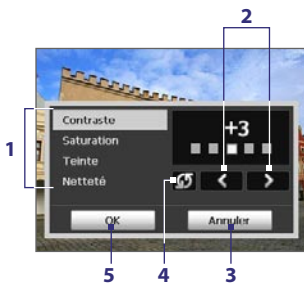 2
Contraste
Saturation
Teinte
Netteté
+3
1
OK
Annuler
5
4
3